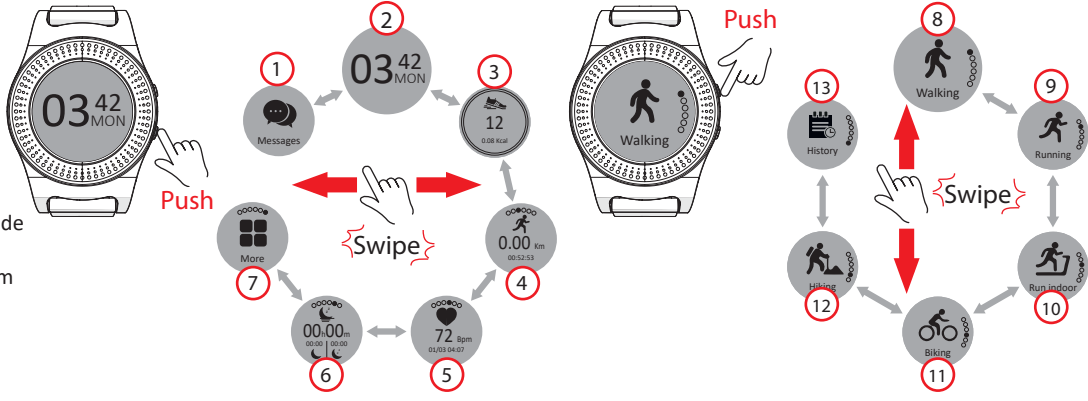 03 42
MON
Push
de
m
1
Messages
2
03 42
MON
3
12
0.08 Kcal
Swipe
4
0.00 Km
00:52:53
5
72 Bpm
01/03 04:07
6
00h00m
00:00 00:00
7
More
Push
Walking
8
Walking
9
Running
10
Run indoor
11
Biking
12
Hiking
13
History
Swipe